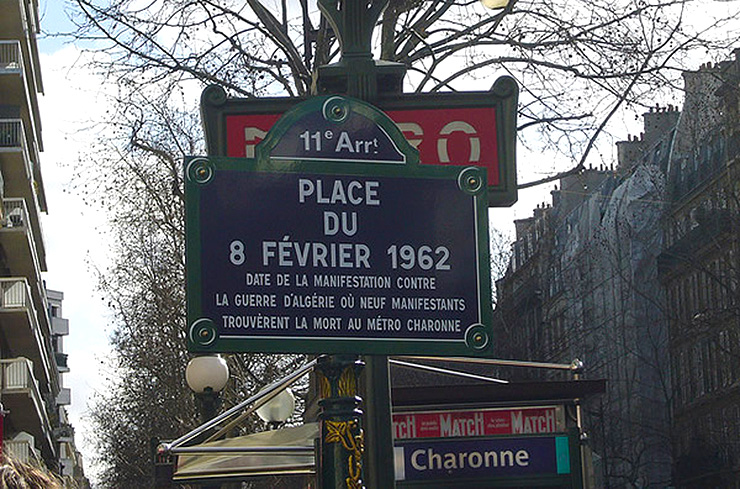 11e Arrt
RO
PLACE
DU
8 FÉVRIER 1962
DATE DE LA MANIFESTATION CONTRE
LA GUERRE D'ALGÉRIE OÙ NEUF MANIFESTANTS
TROUVÈRENT LA MORT AU MÉTRO CHARONNE
MATCH MATCH
Charonne